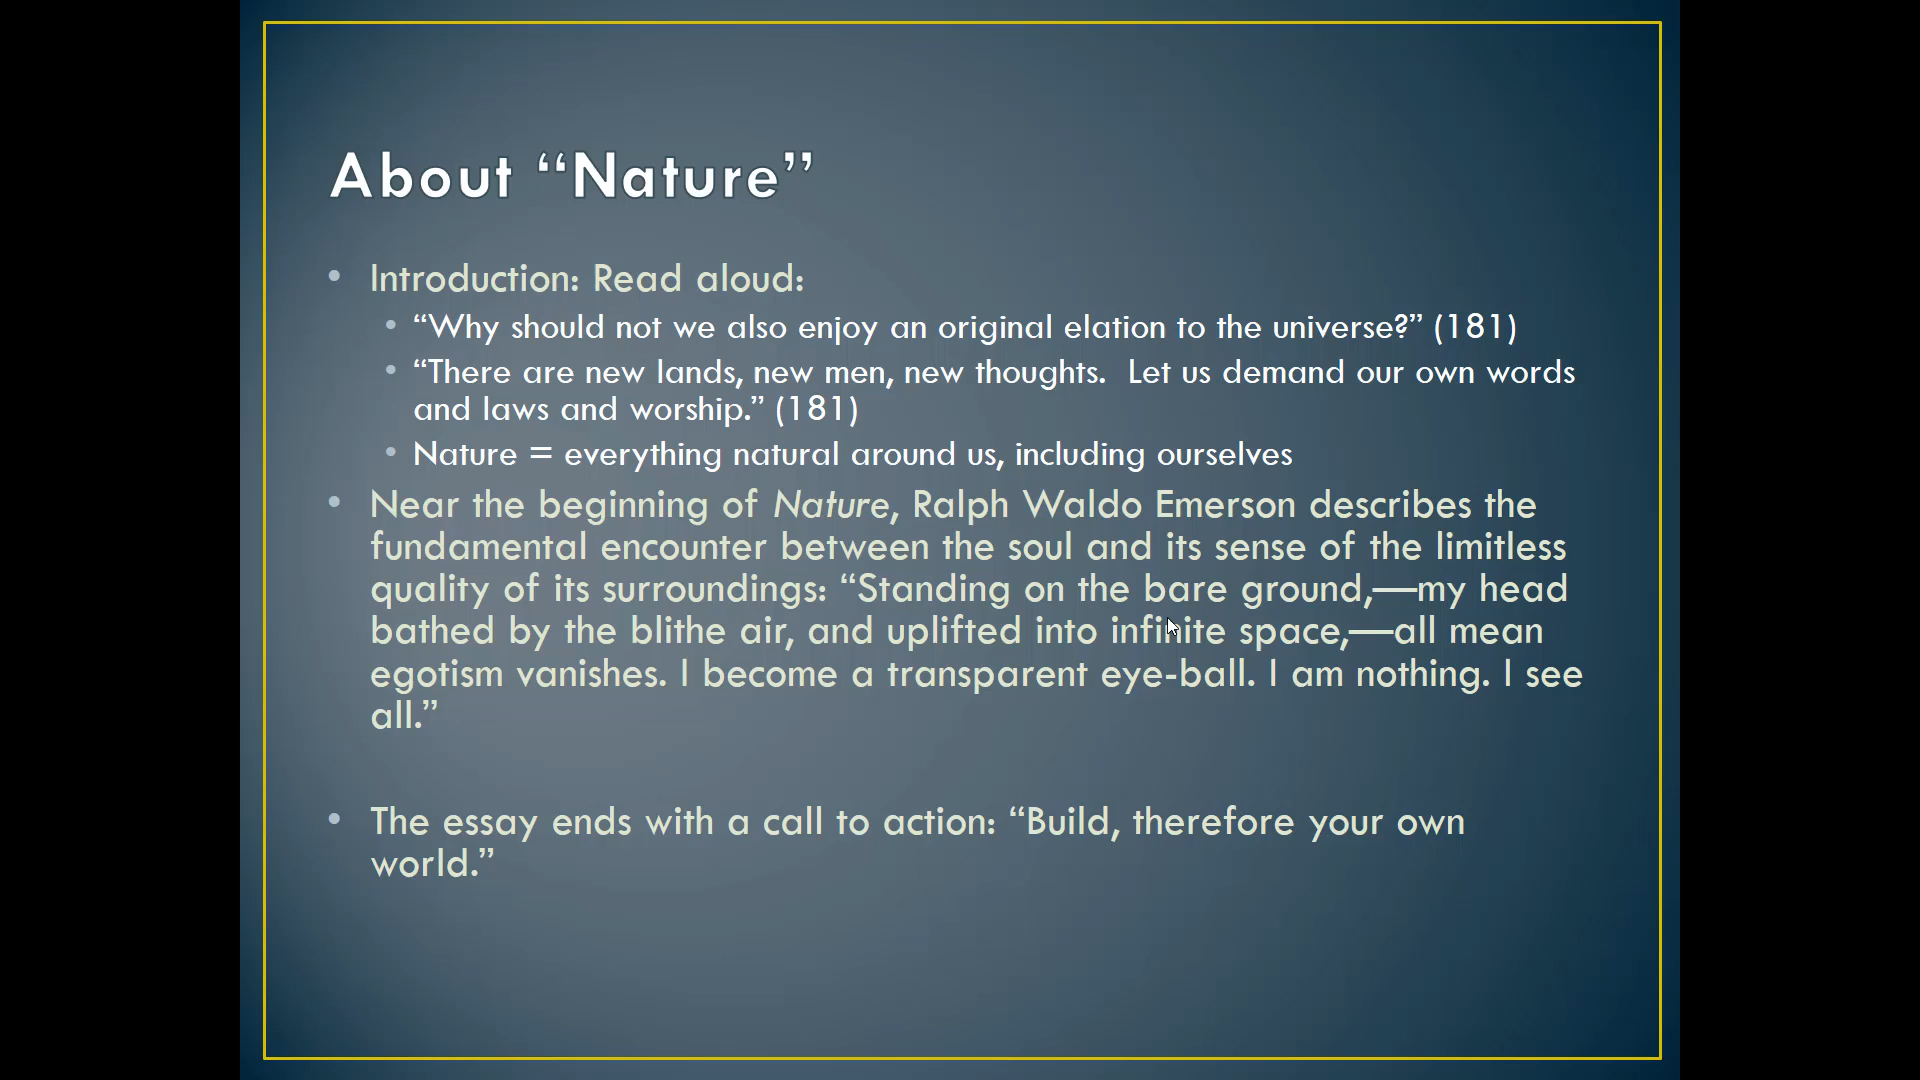 About “Nature”
• Introduction: Read aloud:
• “Why should not we also enjoy an original elation to the universe?” (181)
• “There are new lands, new men, new thoughts.  Let us demand our own words
and laws and worship.” (181)
• Nature = everything natural around us, including ourselves
• Near the beginning of Nature, Ralph Waldo Emerson describes the
fundamental encounter between the soul and its sense of the limitless
quality of its surroundings: “Standing on the bare ground,—my head
bathed by the blithe air, and uplifted into infinite space,—all mean
egotism vanishes. I become a transparent eye-ball. I am nothing. I see
all.”
• The essay ends with a call to action: “Build, therefore your own
world.”